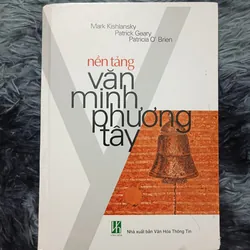 Mark Kishlansky
Patrick Geary
Patricia O' Brien
nền tảng
văn
minh
phương
tây
Nhà xuất bản Văn Hóa Thông Tin